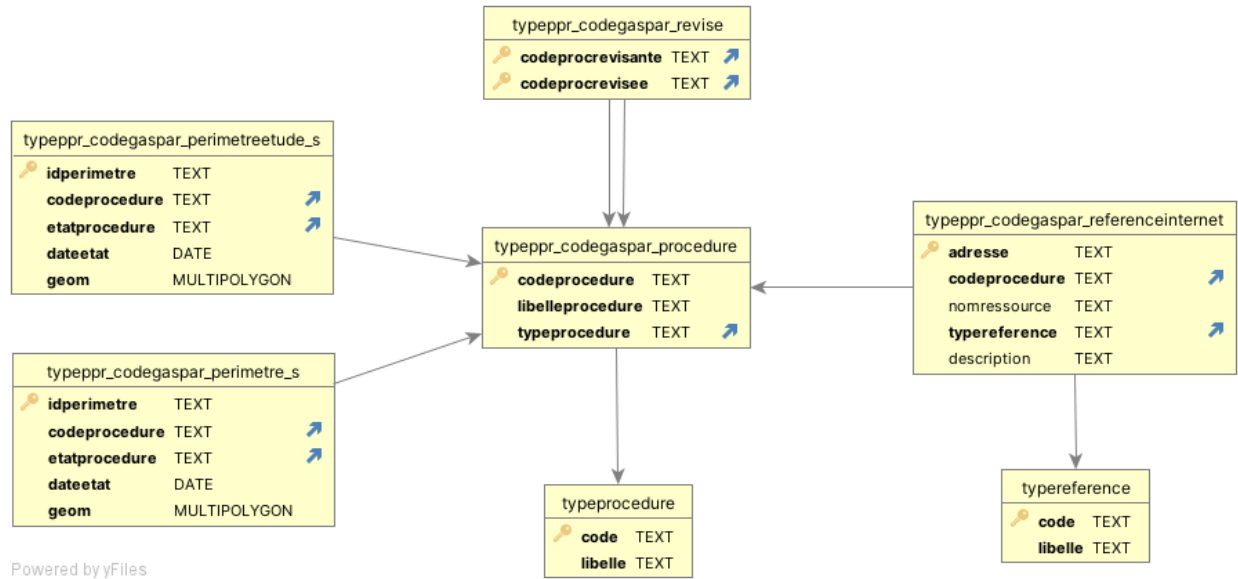 typeppr_codegaspar_revise
codeprocrevisante TEXT
codeprocrevisee TEXT
typeppr_codegaspar_perimetreetude_s
idperimetre TEXT
codeprocedure TEXT
etatprocedure TEXT
dateetat DATE
geom MULTIPOLYGON
typeppr_codegaspar_procedure
codeprocedure TEXT
libelleprocedure TEXT
typeprocedure TEXT
typeppr_codegaspar_referenceinternet
adresse TEXT
codeprocedure TEXT
nomressource TEXT
typereference TEXT
description TEXT
typeppr_codegaspar_perimetre_s
idperimetre TEXT
codeprocedure TEXT
etatprocedure TEXT
dateetat DATE
geom MULTIPOLYGON
typeprocedure
code TEXT
libelle TEXT
typereference
code TEXT
libelle TEXT
Powered by yFiles